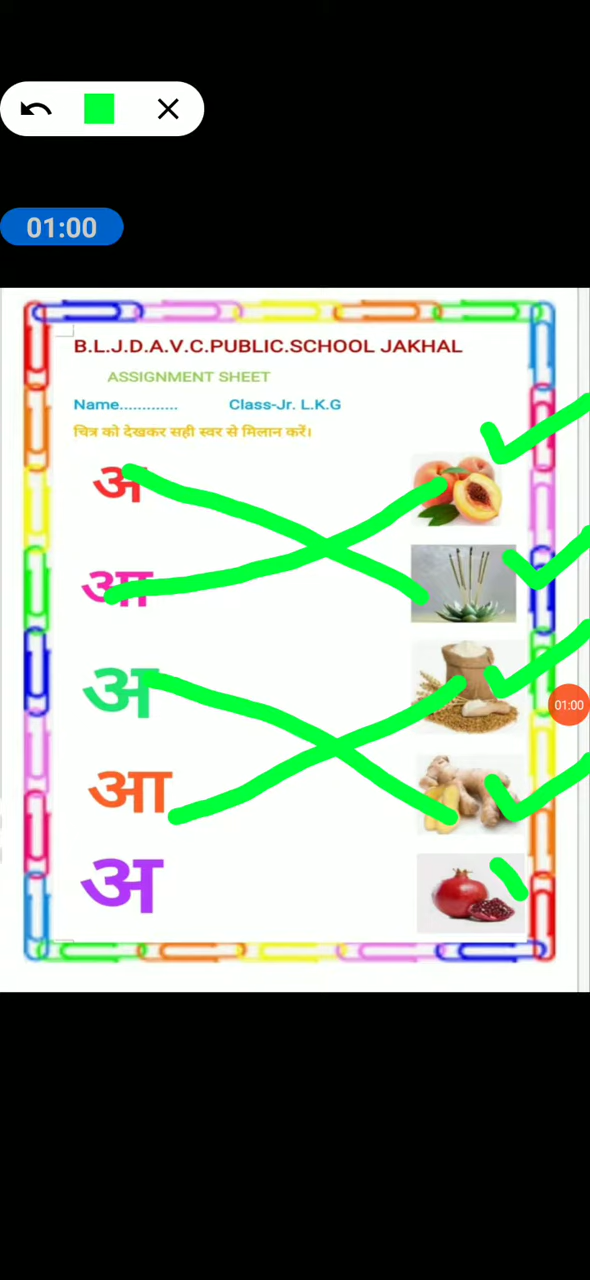 01:00
B.L.J.D.A.V.C.PUBLIC.SCHOOL JAKHAL
ASSIGNMENT SHEET
Name............ Class-Jr. L.K.G
चित्र को देखकर सही स्वर से मिलान करें।
अ
आ
अ
01:00
आ
अ